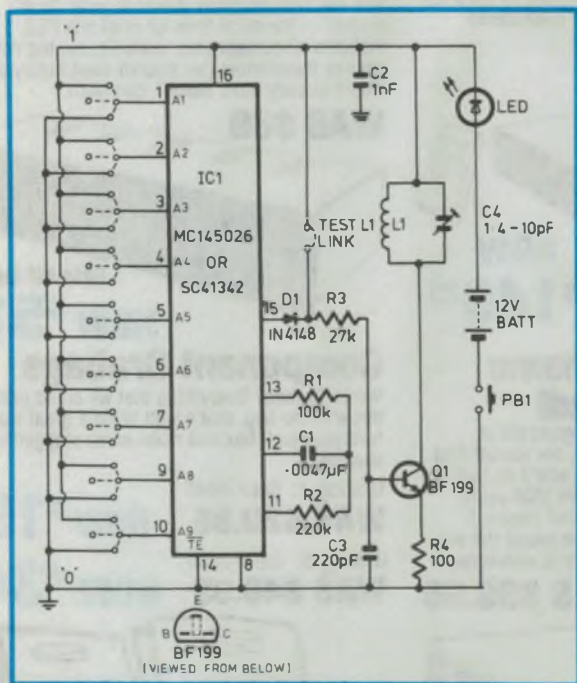 '1'
16
C2
1nF
LED
1 A1
2 A2
IC1
3 A3
MC145026
4 A4
OR
SC41342
5 A5
6 A6
7 A7
9 A8
10 A9
TE
14
8
15
D1
IN4148
TEST L1
LINK
R3
27k
13
R1
100k
12
C1
.0047µF
11
R2
220k
C3
220pF
L1
C4
1·4-10pF
12V
BATT
PB1
Q1
BF199
R4
100
'0'
E
B
C
BF199
(VIEWED FROM BELOW)